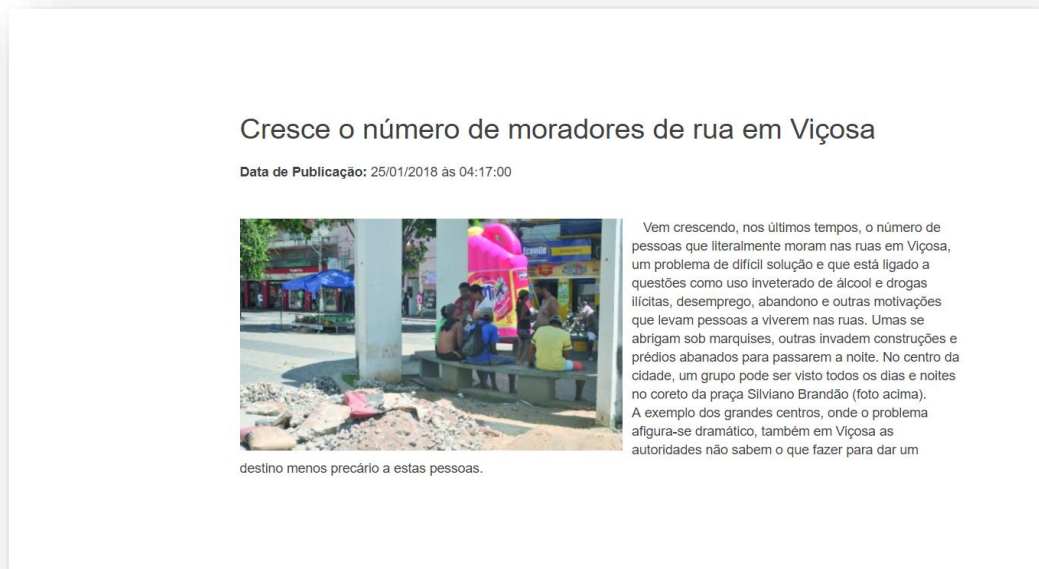 Cresce o número de moradores de rua em Viçosa
Data de Publicação: 25/01/2018 às 04:17:00
Vem crescendo, nos últimos tempos, o número de
pessoas que literalmente moram nas ruas em Viçosa,
um problema de difícil solução e que está ligado a
questões como uso inveterado de álcool e drogas
ilícitas, desemprego, abandono e outras motivações
que levam pessoas a viverem nas ruas. Umas se
abrigam sob marquises, outras invadem construções e
prédios abanados para passarem a noite. No centro da
cidade, um grupo pode ser visto todos os dias e noites
no coreto da praça Silviano Brandão (foto acima).
A exemplo dos grandes centros, onde o problema
afigura-se dramático, também em Viçosa as
autoridades não sabem o que fazer para dar um
destino menos precário a estas pessoas.
Ecoville